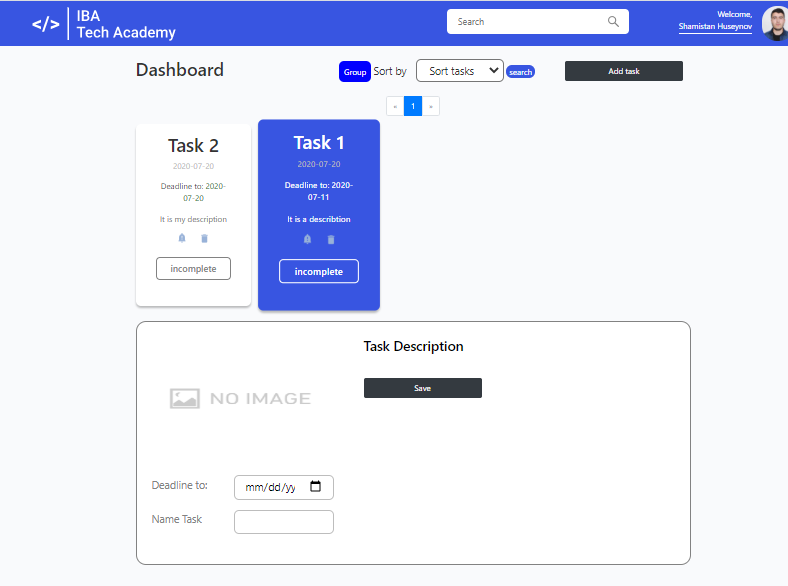 </> IBA
Tech Academy
Search
Welcome,
Shamistan Huseynov
Dashboard
Group Sort by Sort tasks search
Add task
« 1 »
Task 2
2020-07-20
Deadline to: 2020-
07-20
It is my description
incomplete
Task 1
2020-07-20
Deadline to: 2020-
07-11
It is a describtion
incomplete
Task Description
NO IMAGE
Save
Deadline to: mm/dd/yy
Name Task